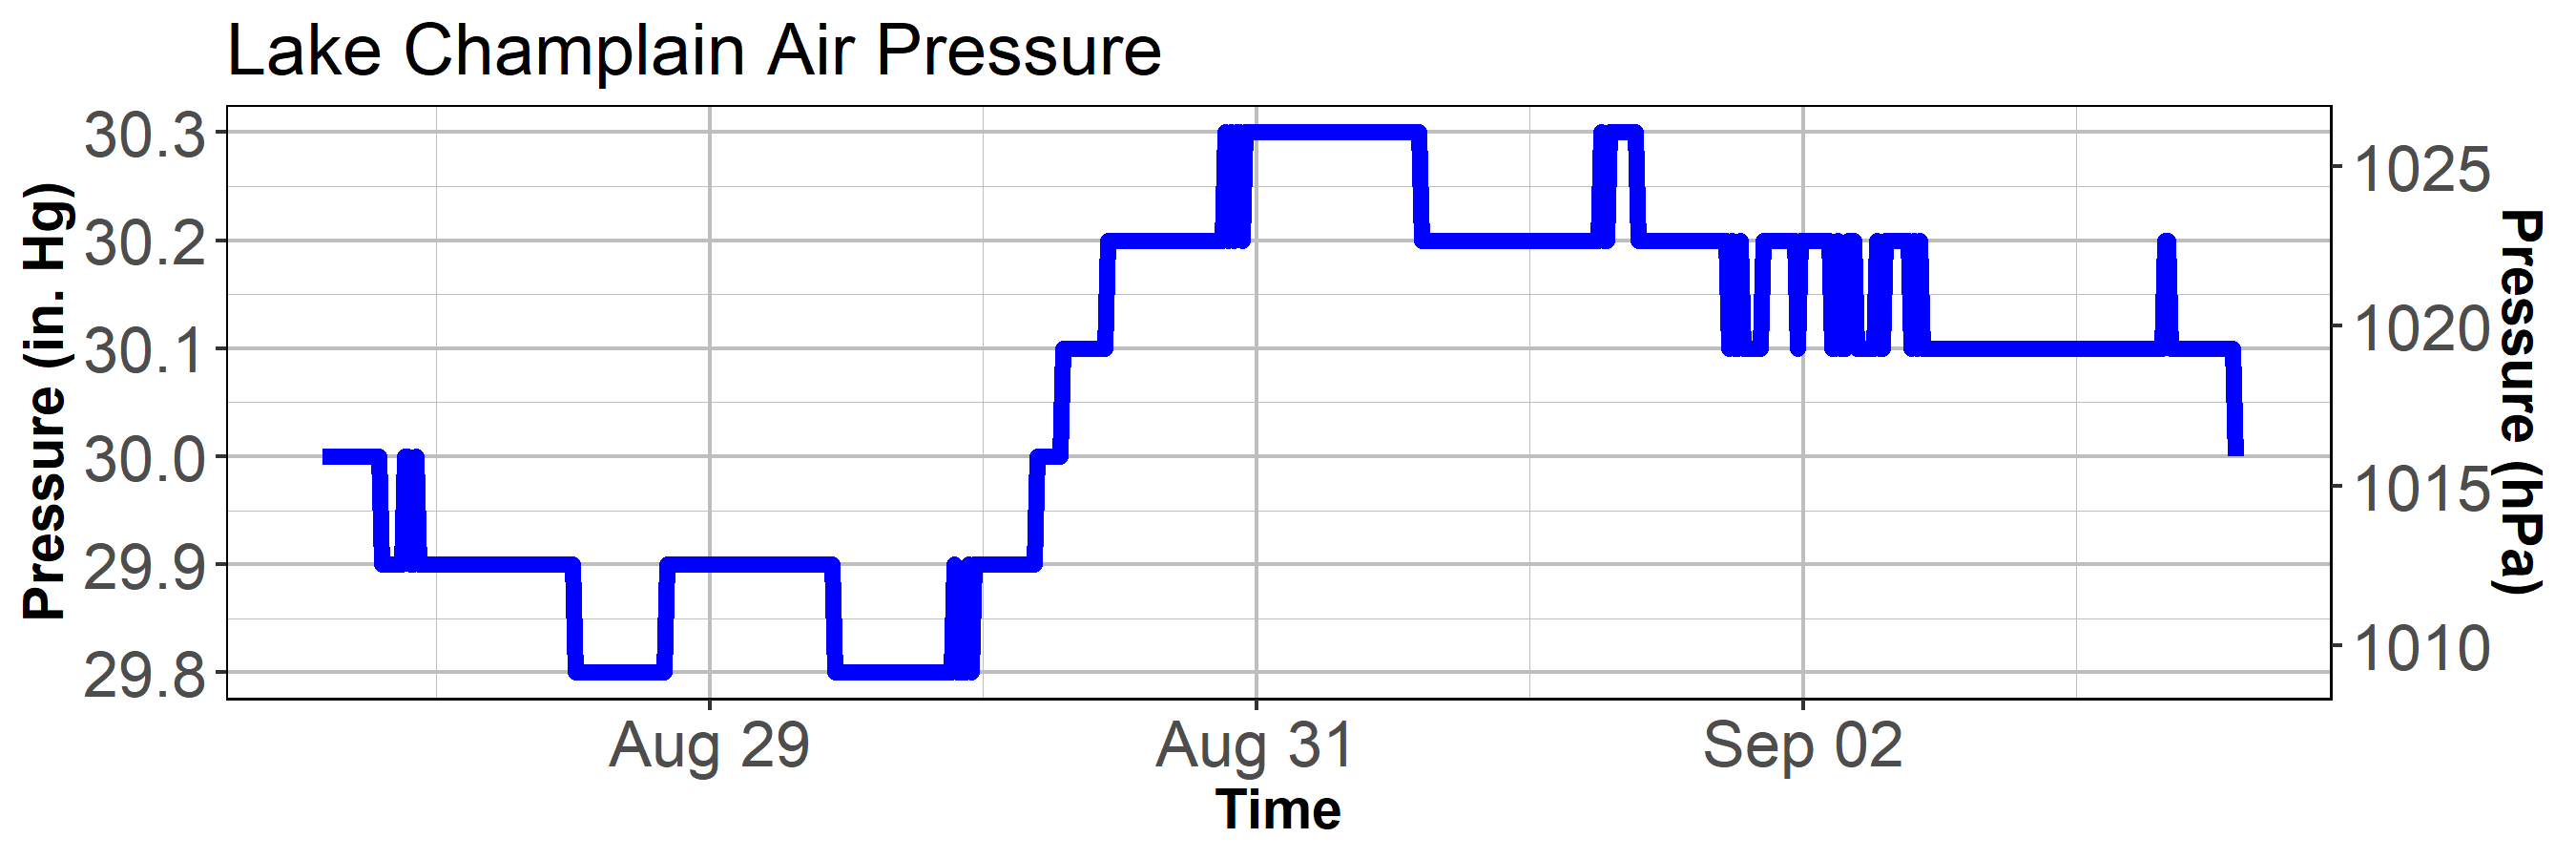 Lake Champlain Air Pressure
Pressure (in. Hg)
30.3
30.2
30.1
30.0
29.9
29.8
1025
1020
1015
1010
Pressure (hPa)
Aug 29 Aug 31 Sep 02
Time